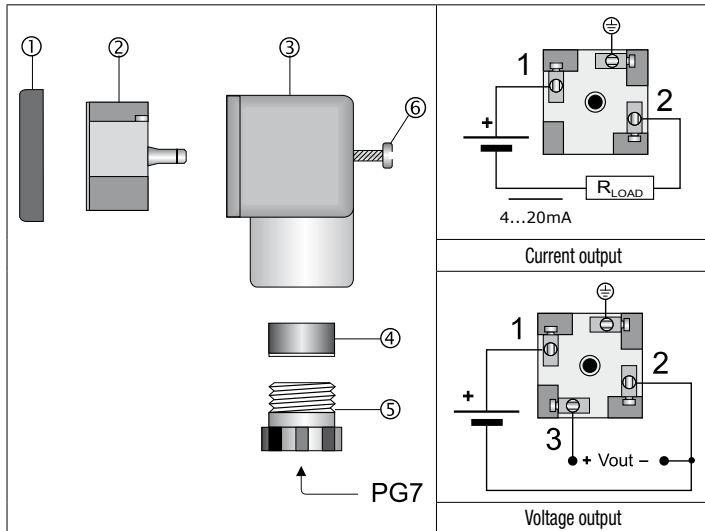 ①
②
③
⑥
④
⑤
PG7
1
2
+
R_LOAD
4...20mA
Current output
1
2
+
3
+ Vout –
Voltage output